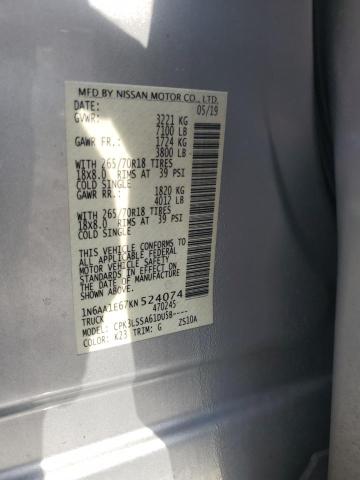 MFD BY NISSAN MOTOR CO., LTD.
DATE: 05/19
GVWR: 3221 KG
7100 LB
GAWR FR.: 1724 KG
3800 LB
WITH 265/70R18 TIRES
18X8.0 RIMS AT 39 PSI
COLD SINGLE
GAWR RR.: 1820 KG
4012 LB
WITH 265/70R18 TIRES
18X8.0 RIMS AT 39 PSI
COLD SINGLE
THIS VEHICLE CONFORMS TO
ALL APPLICABLE FEDERAL
MOTOR VEHICLE SAFETY
STANDARDS IN EFFECT ON
THE DATE OF MANUFACTURE
SHOWN ABOVE.
1N6AA1E67KN524074
TRUCK 470245
MODEL: CPK3LSSA61DU5B----
COLOR: K23 TRIM: G ZS10A